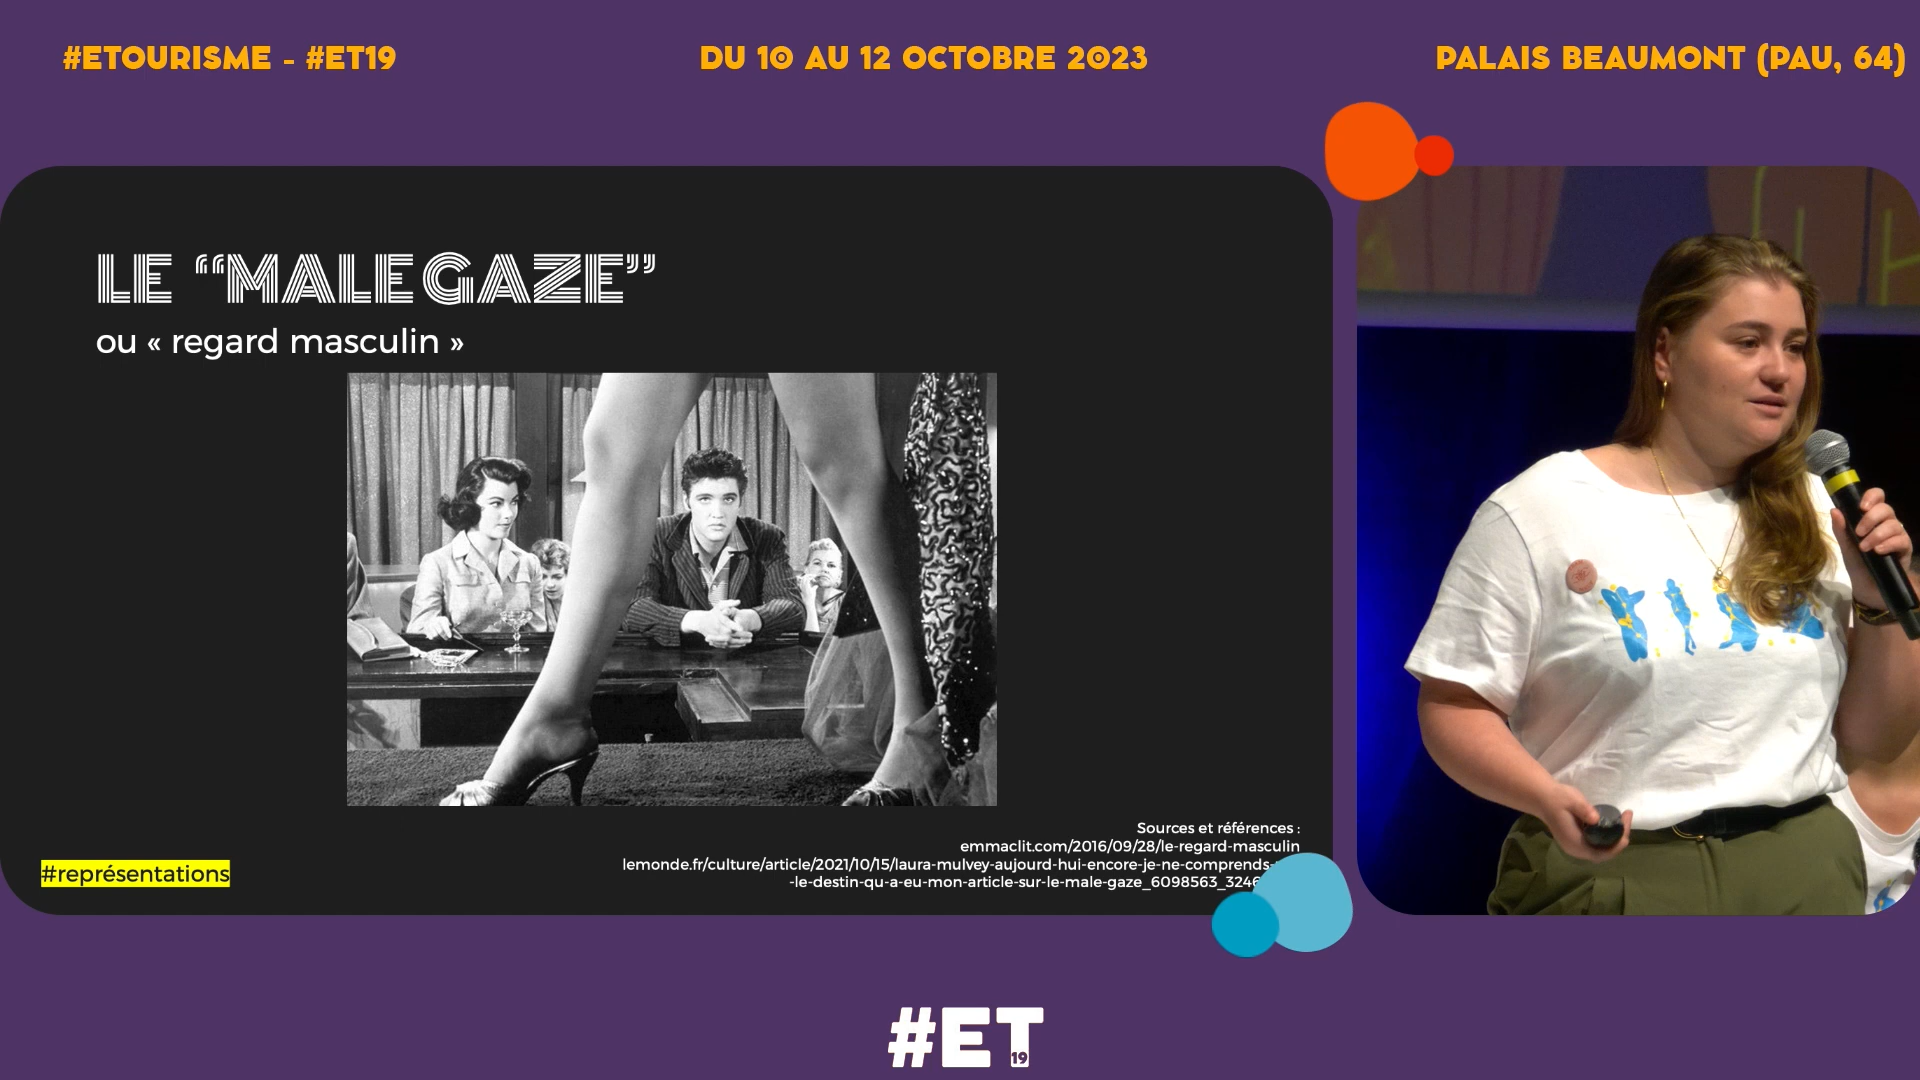 #ETOURISME - #ET19
DU 10 AU 12 OCTOBRE 2023
PALAIS BEAUMONT (PAU, 64)
LE “MALE GAZE”
ou « regard masculin »
Sources et références :
emmaclit.com/2016/09/28/le-regard-masculin
lemonde.fr/culture/article/2021/10/15/laura-mulvey-aujourd-hui-encore-je-ne-comprends-
-le-destin-qu-a-eu-mon-article-sur-le-male-gaze_6098563_324
#représentations
#ET
19